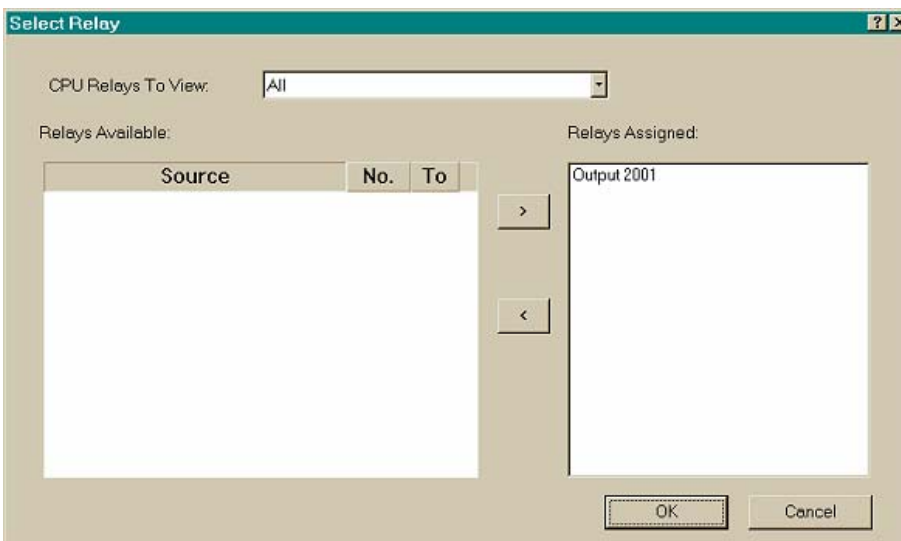 Select Relay
CPU Relays To View:
All
Relays Available:
Relays Assigned:
Source No. To
Output 2001
>
<
OK Cancel